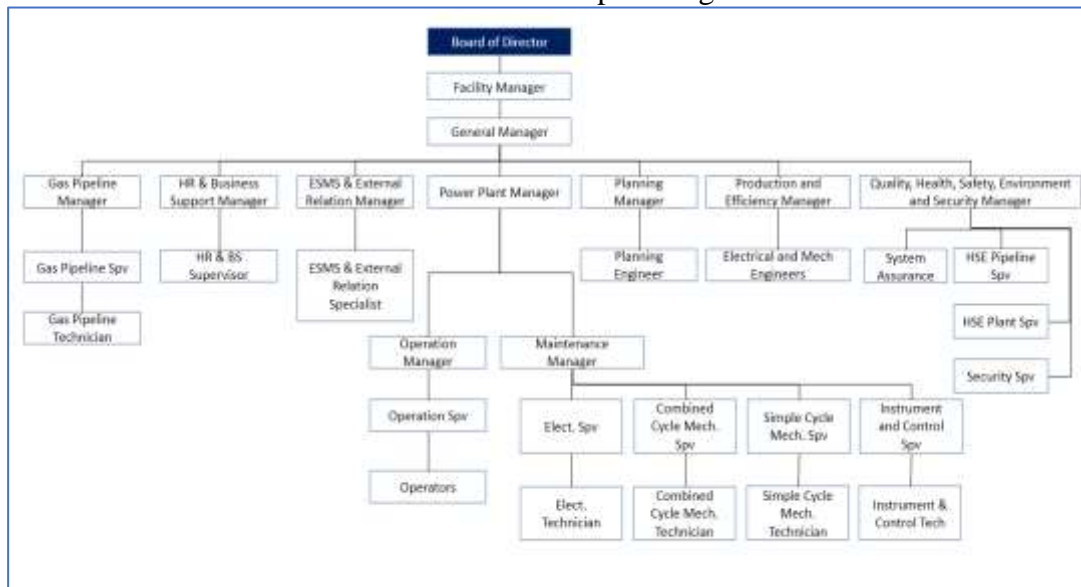 Board of Director
Facility Manager
General Manager
Gas Pipeline
Manager
HR & Business
Support Manager
ESMS & External
Relation Manager
Power Plant Manager
Planning
Manager
Production and
Efficiency Manager
Quality, Health, Safety, Environment
and Security Manager
Gas Pipeline Spv
HR & BS
Supervisor
ESMS & External
Relation
Specialist
Planning
Engineer
Electrical and Mech
Engineers
System
Assurance
HSE Pipeline
Spv
Gas Pipeline
Technician
HSE Plant Spv
Operation
Manager
Maintenance
Manager
Security Spv
Operation Spv
Elect. Spv
Combined
Cycle Mech.
Spv
Simple Cycle
Mech. Spv
Instrument
and Control
Spv
Operators
Elect.
Technician
Combined
Cycle Mech.
Technician
Simple Cycle
Mech.
Technician
Instrument &
Control Tech